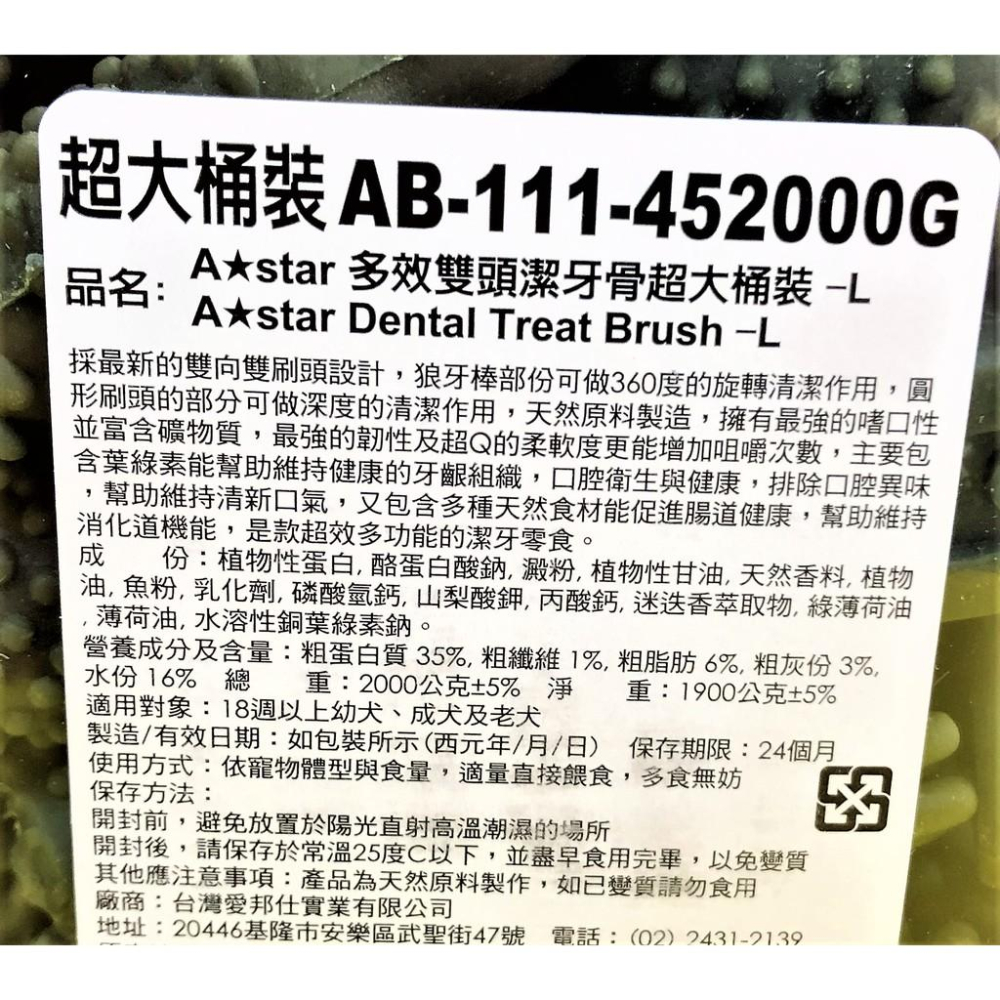 超大桶裝 AB-111-452000G
品名: A★star 多效雙頭潔牙骨超大桶裝 –L
A★star Dental Treat Brush –L
採最新的雙向雙刷頭設計，狼牙棒部份可做360度的旋轉清潔作用，圓
形刷頭的部分可做深度的清潔作用，天然原料製造，擁有最強的嗜口性
並富含礦物質，最強的韌性及超Q的柔軟度更能增加咀嚼次數，主要包
含葉綠素能幫助維持健康的牙齦組織，口腔衛生與健康，排除口腔異味
，幫助維持清新口氣，又包含多種天然食材能促進腸道健康，幫助維持
消化道機能，是款超效多功能的潔牙零食。
成　　份：植物性蛋白, 酪蛋白酸鈉, 澱粉, 植物性甘油, 天然香料, 植物
油, 魚粉, 乳化劑, 磷酸氫鈣, 山梨酸鉀, 丙酸鈣, 迷迭香萃取物, 綠薄荷油
, 薄荷油, 水溶性銅葉綠素鈉。
營養成分及含量：粗蛋白質 35%, 粗纖維 1%, 粗脂肪 6%, 粗灰份 3%,
水份 16%　總　　重：2000公克±5%　淨　　重：1900公克±5%
適用對象：18週以上幼犬、成犬及老犬
製造/有效日期：如包裝所示(西元年/月/日)　保存期限：24個月
使用方式：依寵物體型與食量，適量直接餵食，多食無妨
保存方法：
開封前，避免放置於陽光直射高溫潮濕的場所
開封後，請保存於常溫25度C以下，並盡早食用完畢，以免變質
其他應注意事項：產品為天然原料製作，如已變質請勿食用
廠商：台灣愛邦仕實業有限公司
地址：20446基隆市安樂區武聖街47號　電話：(02) 2431-2139